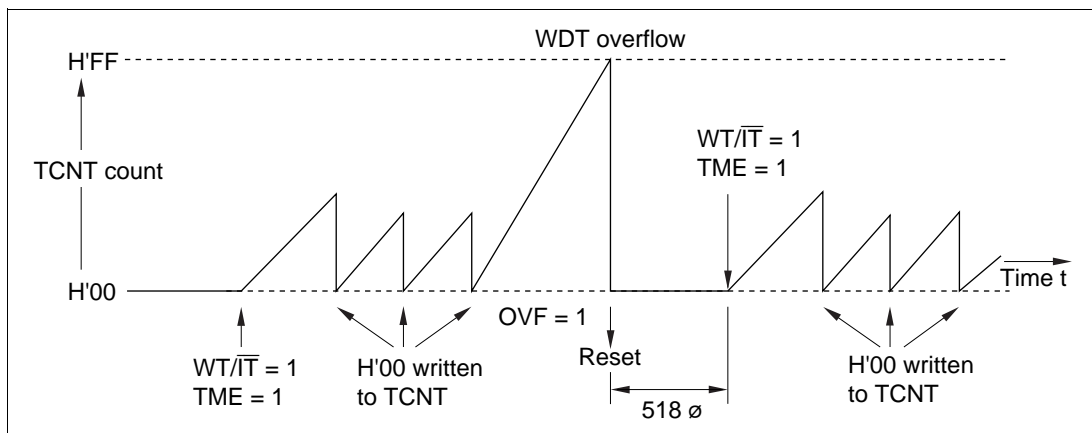 WDT overflow
H'FF
WT/IT = 1
TME = 1
TCNT count
Time t
H'00
OVF = 1
Reset
WT/IT = 1
TME = 1
H'00 written
to TCNT
H'00 written
to TCNT
518 ø